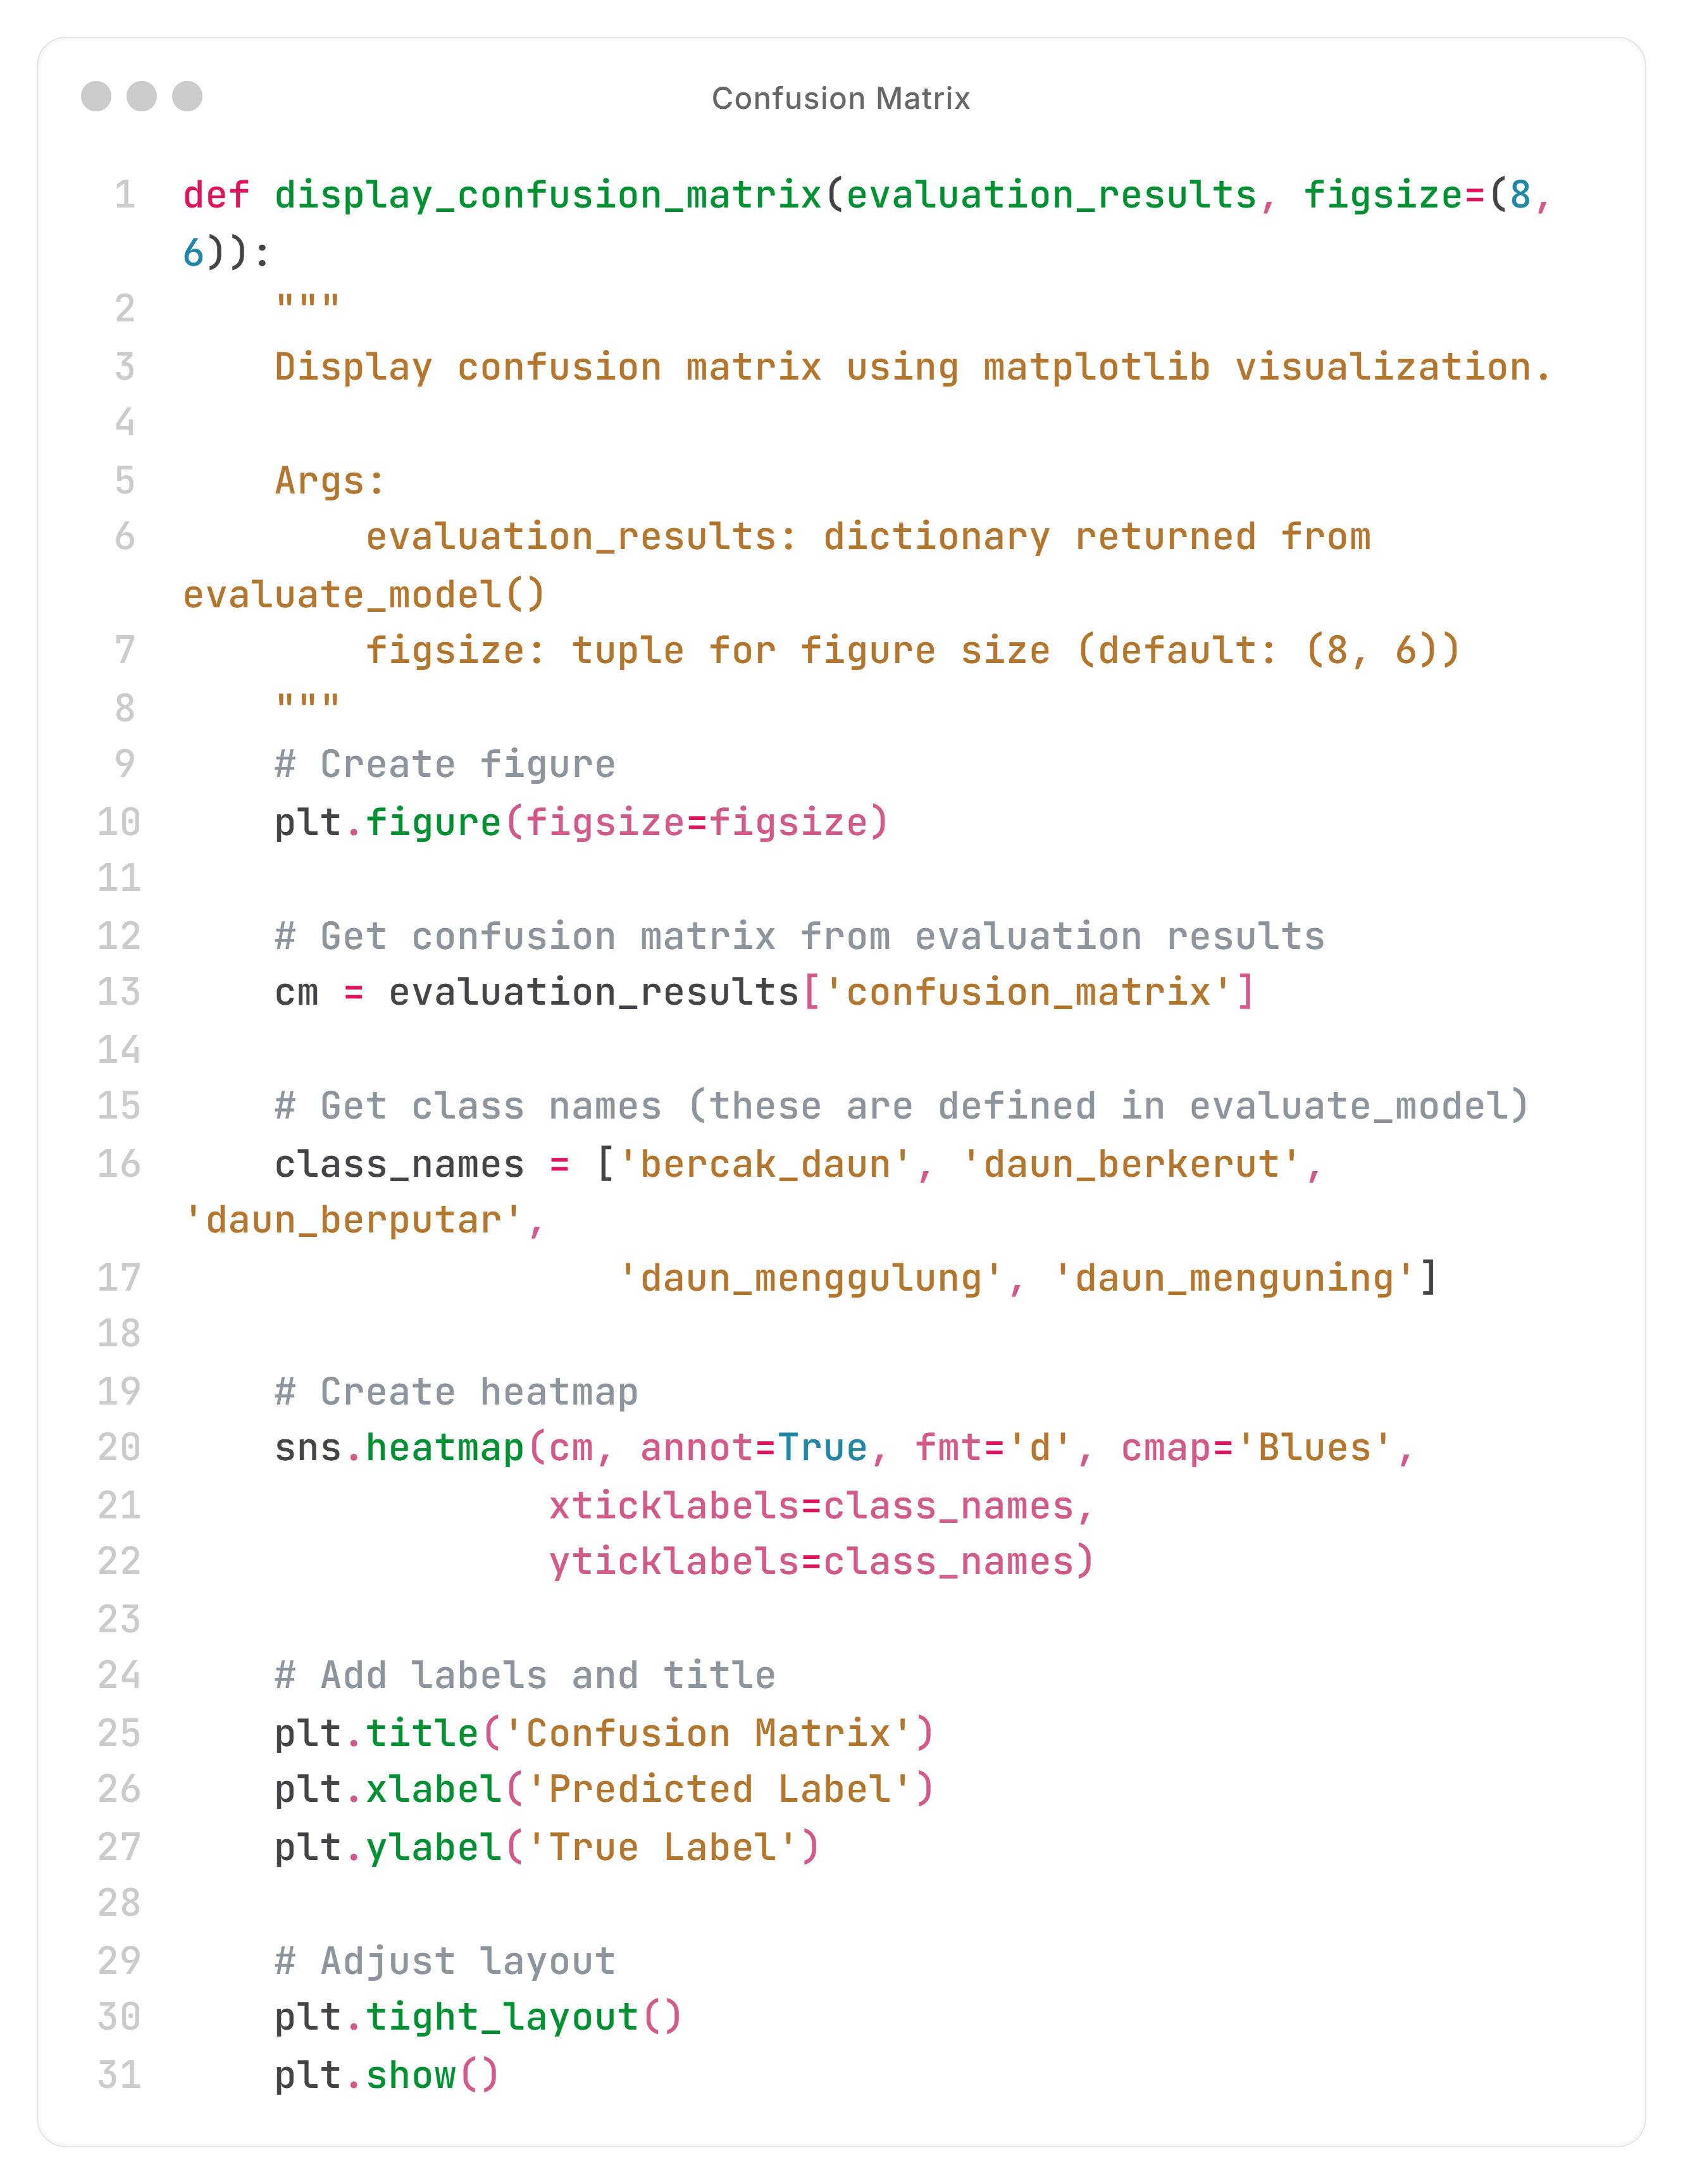 Confusion Matrix
1 def display_confusion_matrix(evaluation_results, figsize=(8,
6)):
2     """
3     Display confusion matrix using matplotlib visualization.
4
5     Args:
6         evaluation_results: dictionary returned from
evaluate_model()
7         figsize: tuple for figure size (default: (8, 6))
8     """
9     # Create figure
10     plt.figure(figsize=figsize)
11
12     # Get confusion matrix from evaluation results
13     cm = evaluation_results['confusion_matrix']
14
15     # Get class names (these are defined in evaluate_model)
16     class_names = ['bercak_daun', 'daun_berkerut',
'daun_berputar',
17                    'daun_menggulung', 'daun_menguning']
18
19     # Create heatmap
20     sns.heatmap(cm, annot=True, fmt='d', cmap='Blues',
21                 xticklabels=class_names,
22                 yticklabels=class_names)
23
24     # Add labels and title
25     plt.title('Confusion Matrix')
26     plt.xlabel('Predicted Label')
27     plt.ylabel('True Label')
28
29     # Adjust layout
30     plt.tight_layout()
31     plt.show()